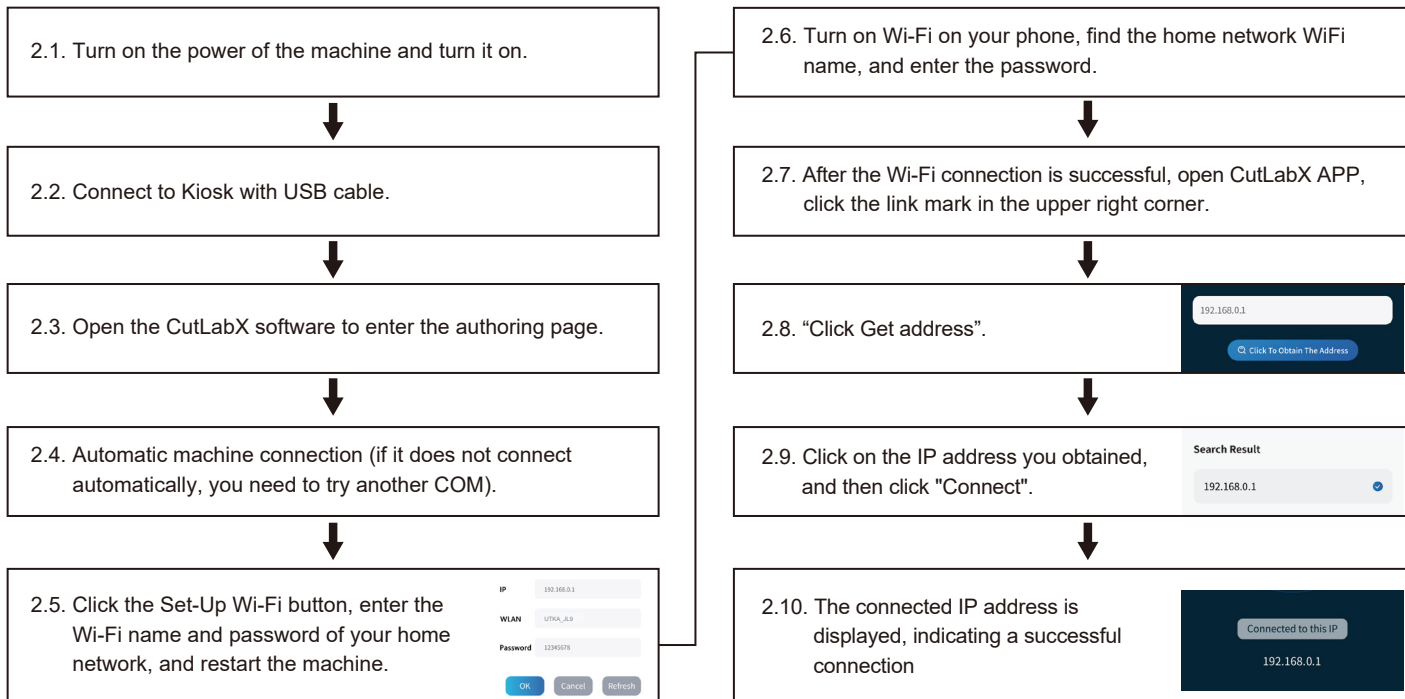 2.1. Turn on the power of the machine and turn it on.
2.2. Connect to Kiosk with USB cable.
2.3. Open the CutLabX software to enter the authoring page.
2.4. Automatic machine connection (if it does not connect
automatically, you need to try another COM).
2.5. Click the Set-Up Wi-Fi button, enter the
Wi-Fi name and password of your home
network, and restart the machine.
IP 192.168.0.1
WLAN UTKA_JL9
Password 12345678
OK Cancel Refresh
2.6. Turn on Wi-Fi on your phone, find the home network WiFi
name, and enter the password.
2.7. After the Wi-Fi connection is successful, open CutLabX APP,
click the link mark in the upper right corner.
2.8. “Click Get address”.
192.168.0.1
Click To Obtain The Address
2.9. Click on the IP address you obtained,
and then click "Connect".
Search Result
192.168.0.1
2.10. The connected IP address is
displayed, indicating a successful
connection
Connected to this IP
192.168.0.1